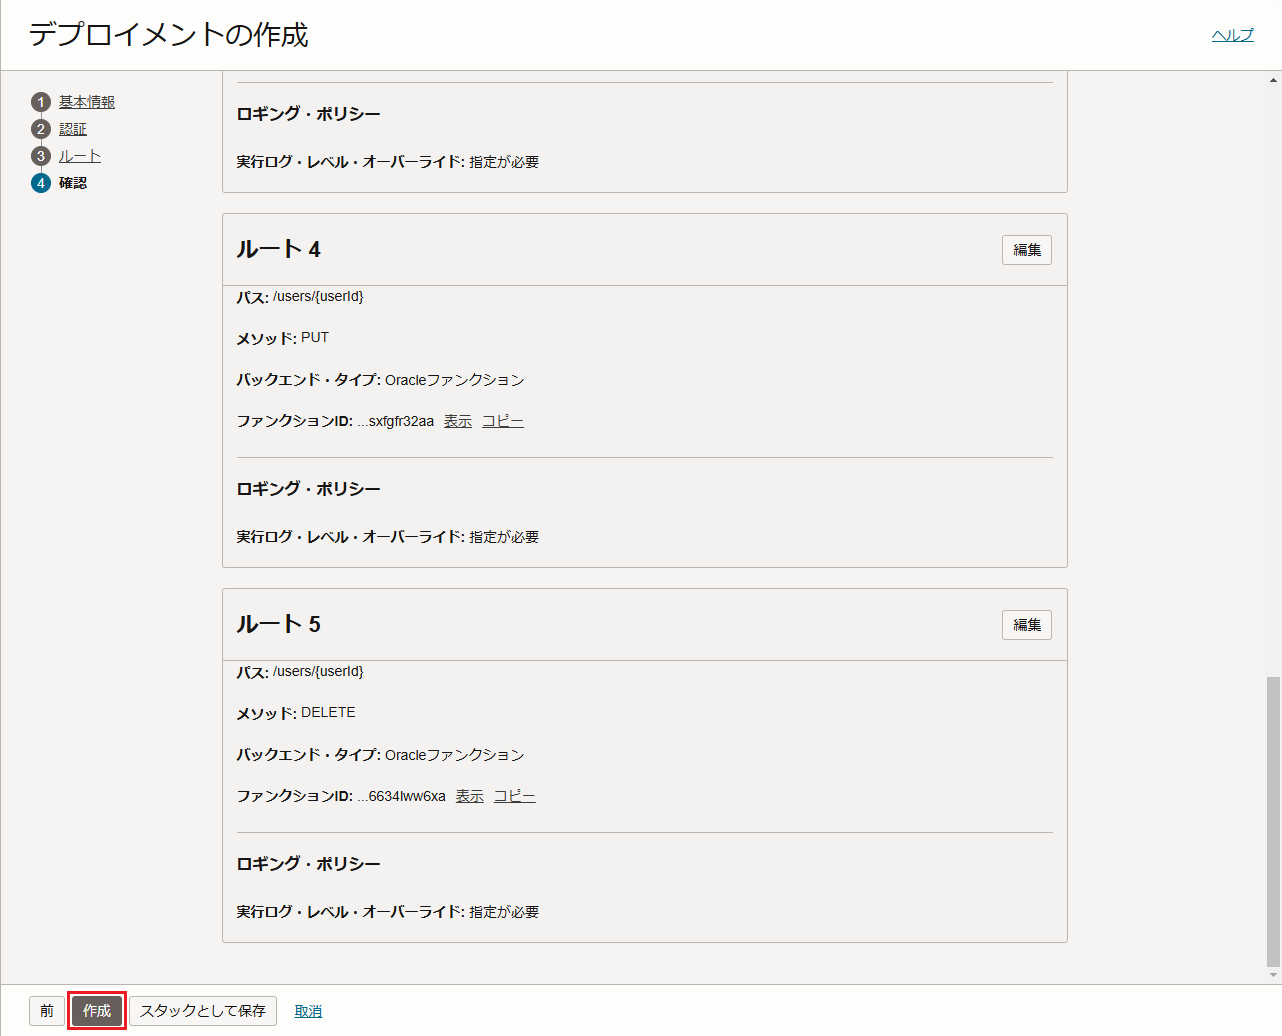 デプロイメントの作成
ヘルプ
1 基本情報
2 認証
3 ルート
4 確認
ロギング・ポリシー
実行ログ・レベル・オーバーライド: 指定が必要
ルート 4
編集
パス: /users/{userId}
メソッド: PUT
バックエンド・タイプ: Oracleファンクション
ファンクションID: ...sxfgfr32aa 表示 コピー
ロギング・ポリシー
実行ログ・レベル・オーバーライド: 指定が必要
ルート 5
編集
パス: /users/{userId}
メソッド: DELETE
バックエンド・タイプ: Oracleファンクション
ファンクションID: ...6634lww6xa 表示 コピー
ロギング・ポリシー
実行ログ・レベル・オーバーライド: 指定が必要
前 作成 スタックとして保存 取消